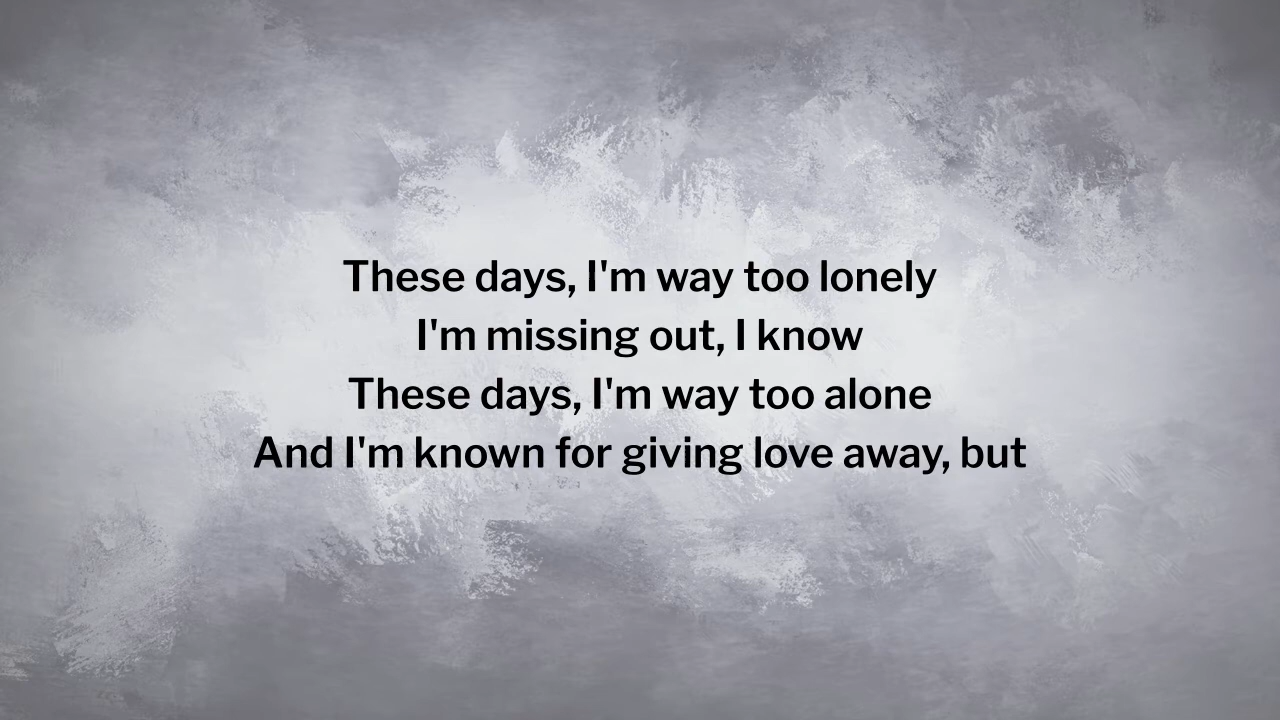 These days, I'm way too lonely
I'm missing out, I know
These days, I'm way too alone
And I'm known for giving love away, but